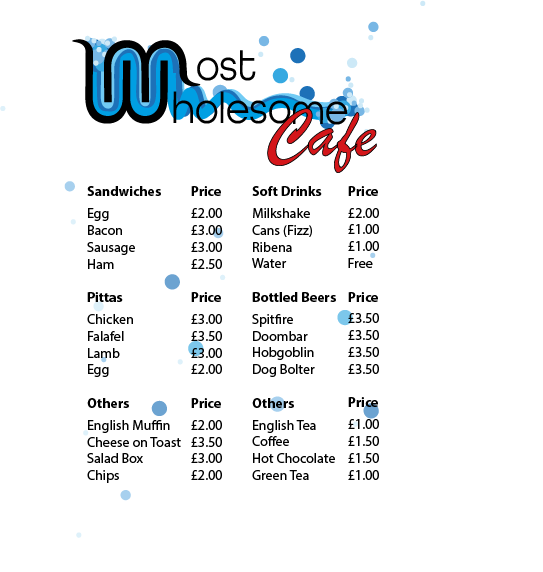 Most
Wholesome
Cafe
Sandwiches Price
Egg £2.00
Bacon £3.00
Sausage £3.00
Ham £2.50
Soft Drinks Price
Milkshake £2.00
Cans (Fizz) £1.00
Ribena £1.00
Water Free
Pittas Price
Chicken £3.00
Falafel £3.50
Lamb £3.00
Egg £2.00
Bottled Beers Price
Spitfire £3.50
Doombar £3.50
Hobgoblin £3.50
Dog Bolter £3.50
Others Price
English Muffin £2.00
Cheese on Toast £3.50
Salad Box £3.00
Chips £2.00
Others Price
English Tea £1.00
Coffee £1.50
Hot Chocolate £1.50
Green Tea £1.00